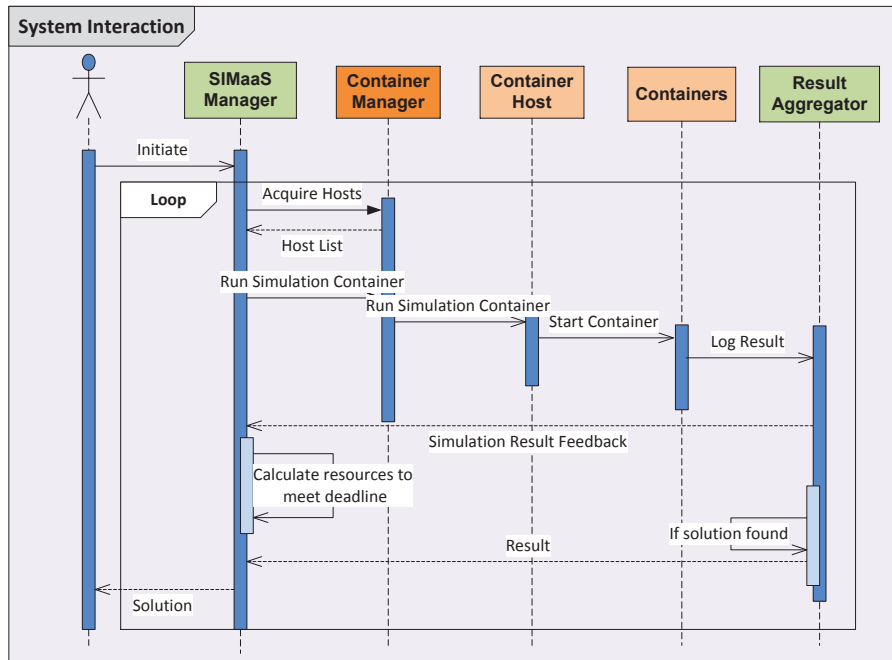 System Interaction
SIMaaS
Manager
Container
Manager
Container
Host
Containers
Result
Aggregator
Initiate
Loop
Acquire Hosts
Host List
Run Simulation Container
Run Simulation Container
Start Container
Log Result
Simulation Result Feedback
Calculate resources to
meet deadline
If solution found
Result
Solution